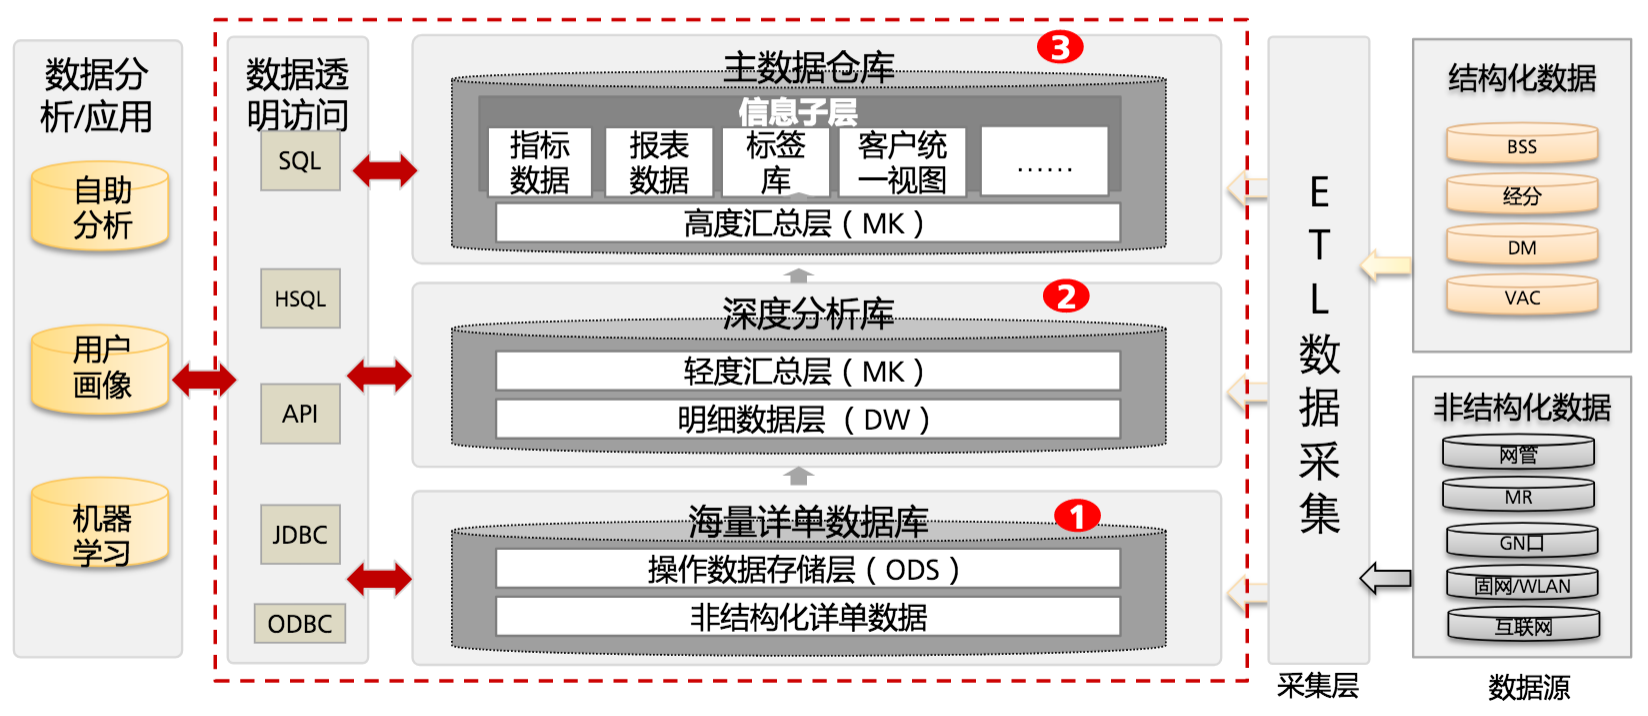 数据分
析/应用
自助
分析
用户
画像
机器
学习
数据透
明访问
SQL
HSQL
API
JDBC
ODBC
主数据仓库
3
信息子层
指标
数据
报表
数据
标签
库
客户统
一视图
……
高度汇总层（MK）
深度分析库
2
轻度汇总层（MK）
明细数据层 （DW）
海量详单数据库
1
操作数据存储层（ODS）
非结构化详单数据
E
T
L
数
据
采
集
采集层
结构化数据
BSS
经分
DM
VAC
非结构化数据
网管
MR
GN口
固网/WLAN
互联网
数据源